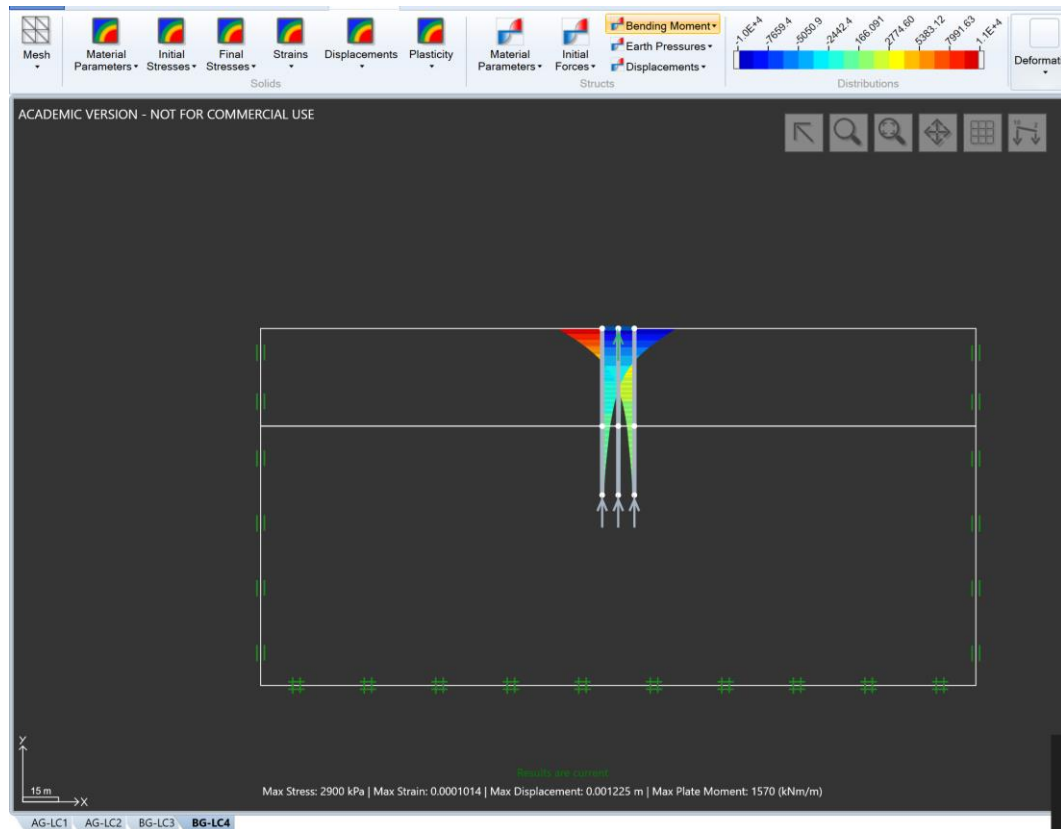 Mesh
Material Parameters
Initial Stresses
Final Stresses
Strains
Displacements
Plasticity
Solids
Material Parameters
Initial Forces
Bending Moment
Earth Pressures
Displacements
Structs
-1.0E+4 -7659.4 -5050.9 -2442.4 166.091 2774.60 5383.12 7991.63 1.1E+4
Distributions
Deformat
ACADEMIC VERSION - NOT FOR COMMERCIAL USE
Y
15 m
X
Results are current
Max Stress: 2900 kPa | Max Strain: 0.0001014 | Max Displacement: 0.001225 m | Max Plate Moment: 1570 (kNm/m)
AG-LC1 AG-LC2 BG-LC3 BG-LC4